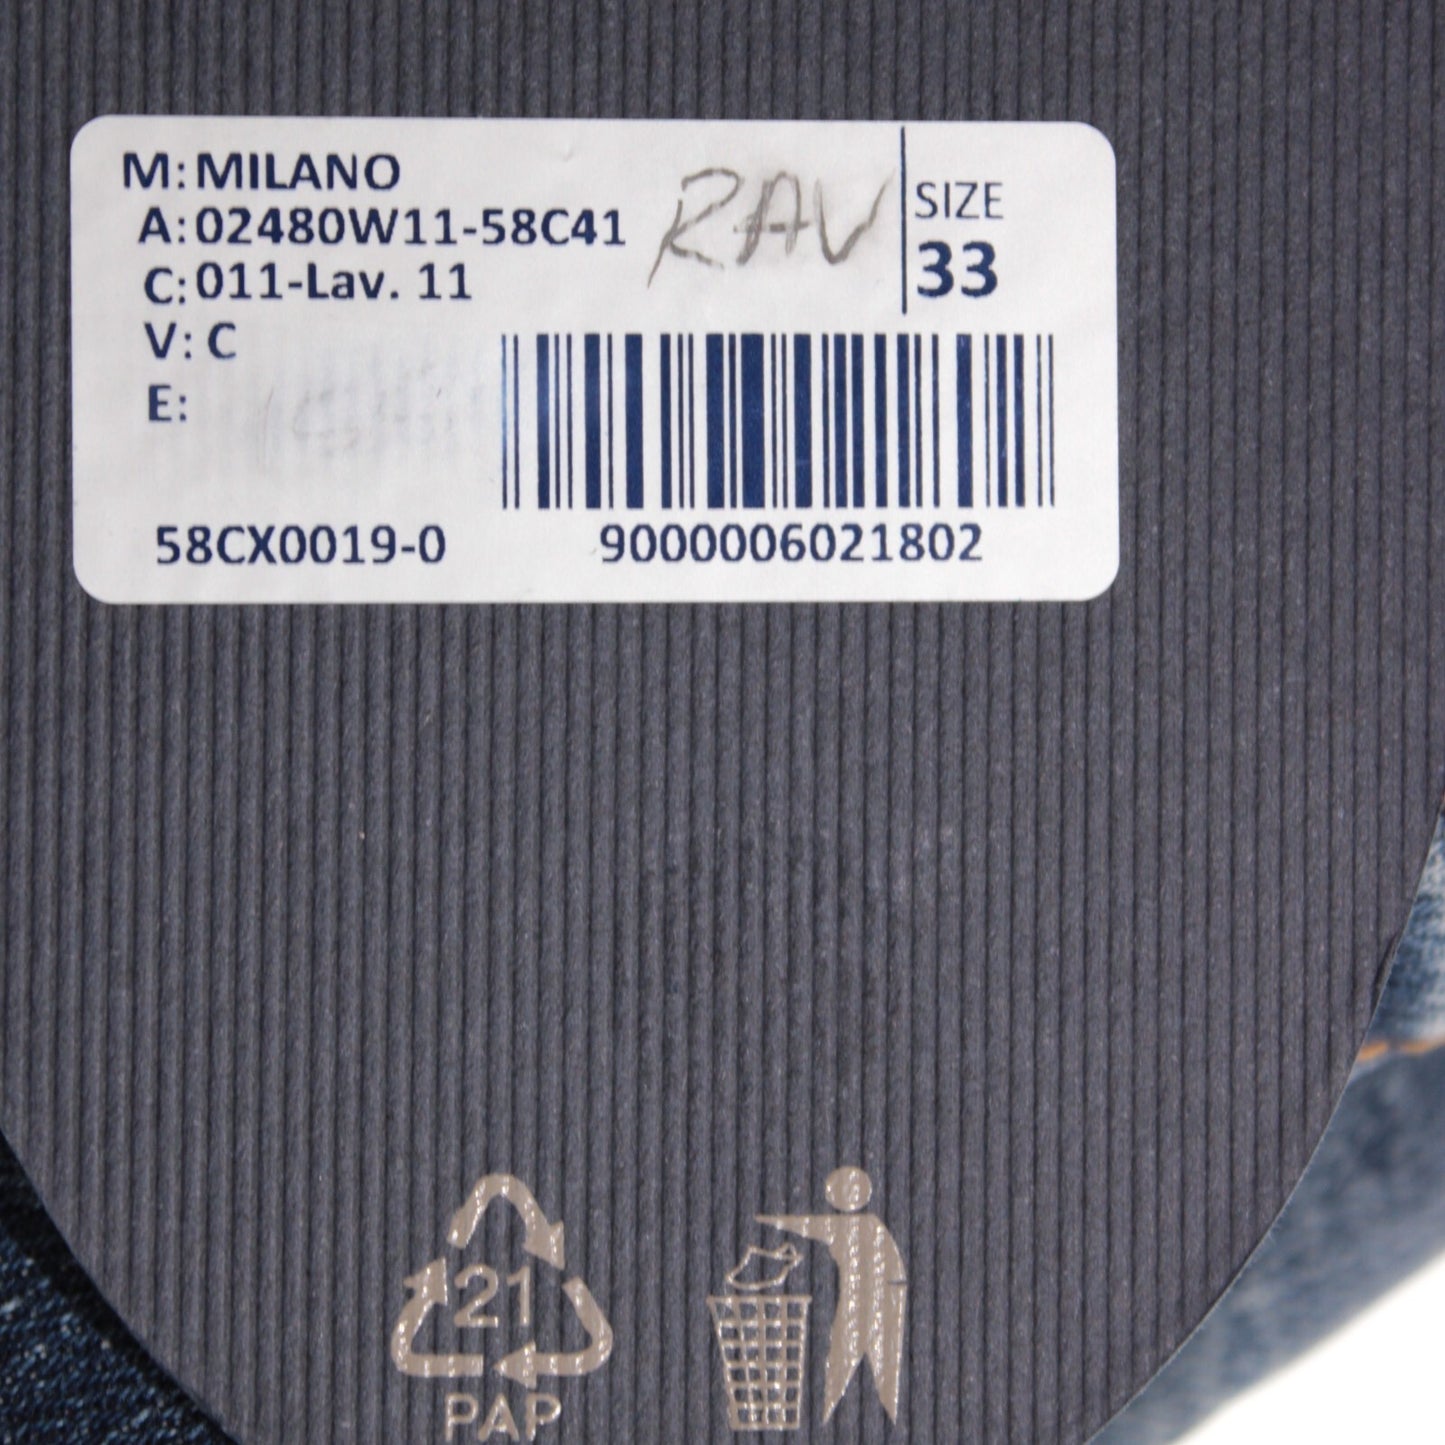 M: MILANO
A: 02480W11-58C41
RAV
C: 011-Lav. 11
V: C
E:
SIZE
33
58CX0019-0
9000006021802
21
PAP